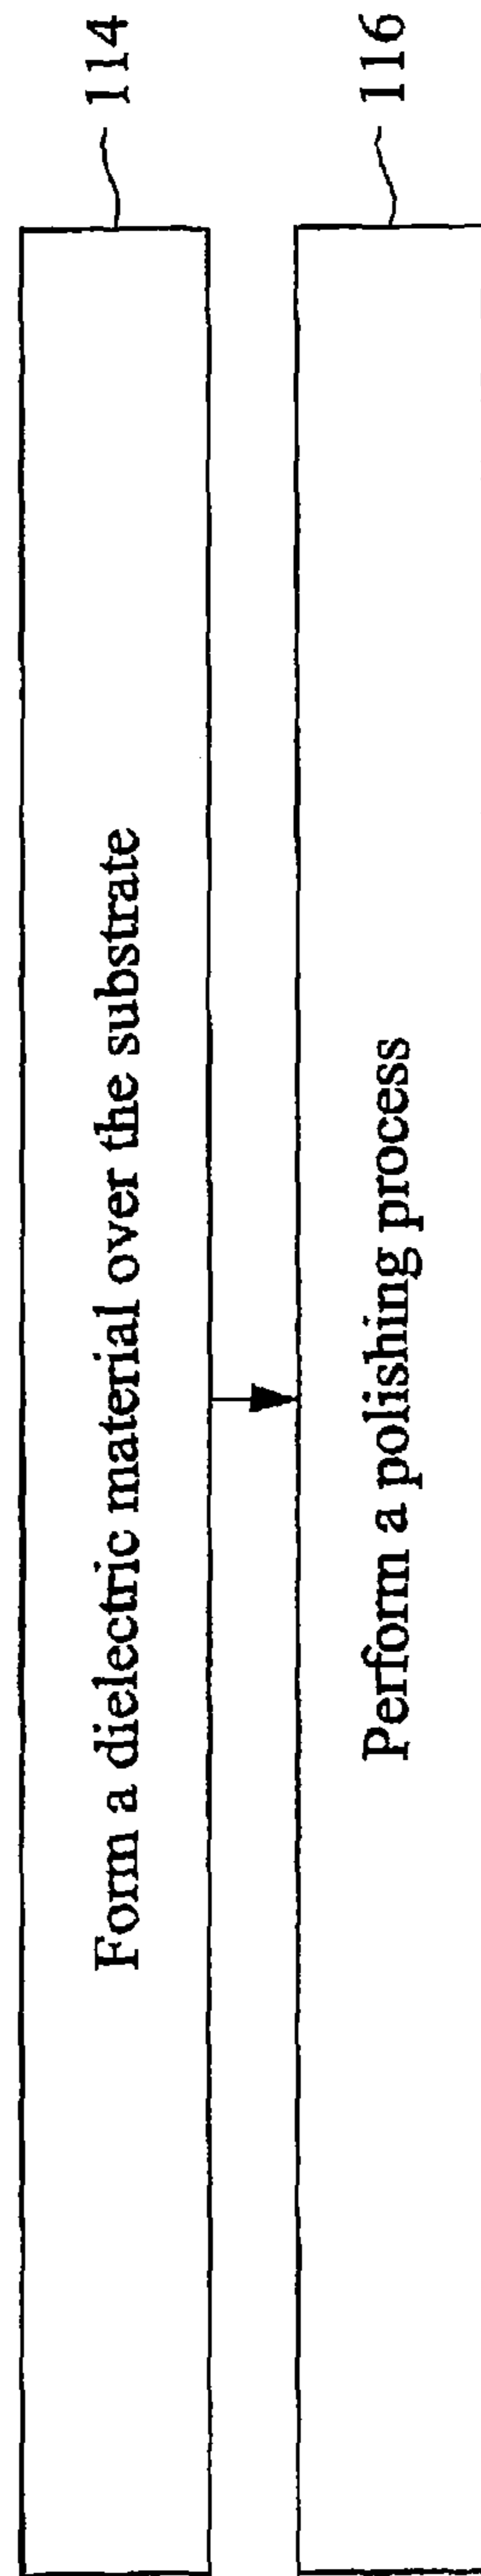 Form a dielectric material over the substrate
114
Perform a polishing process
116